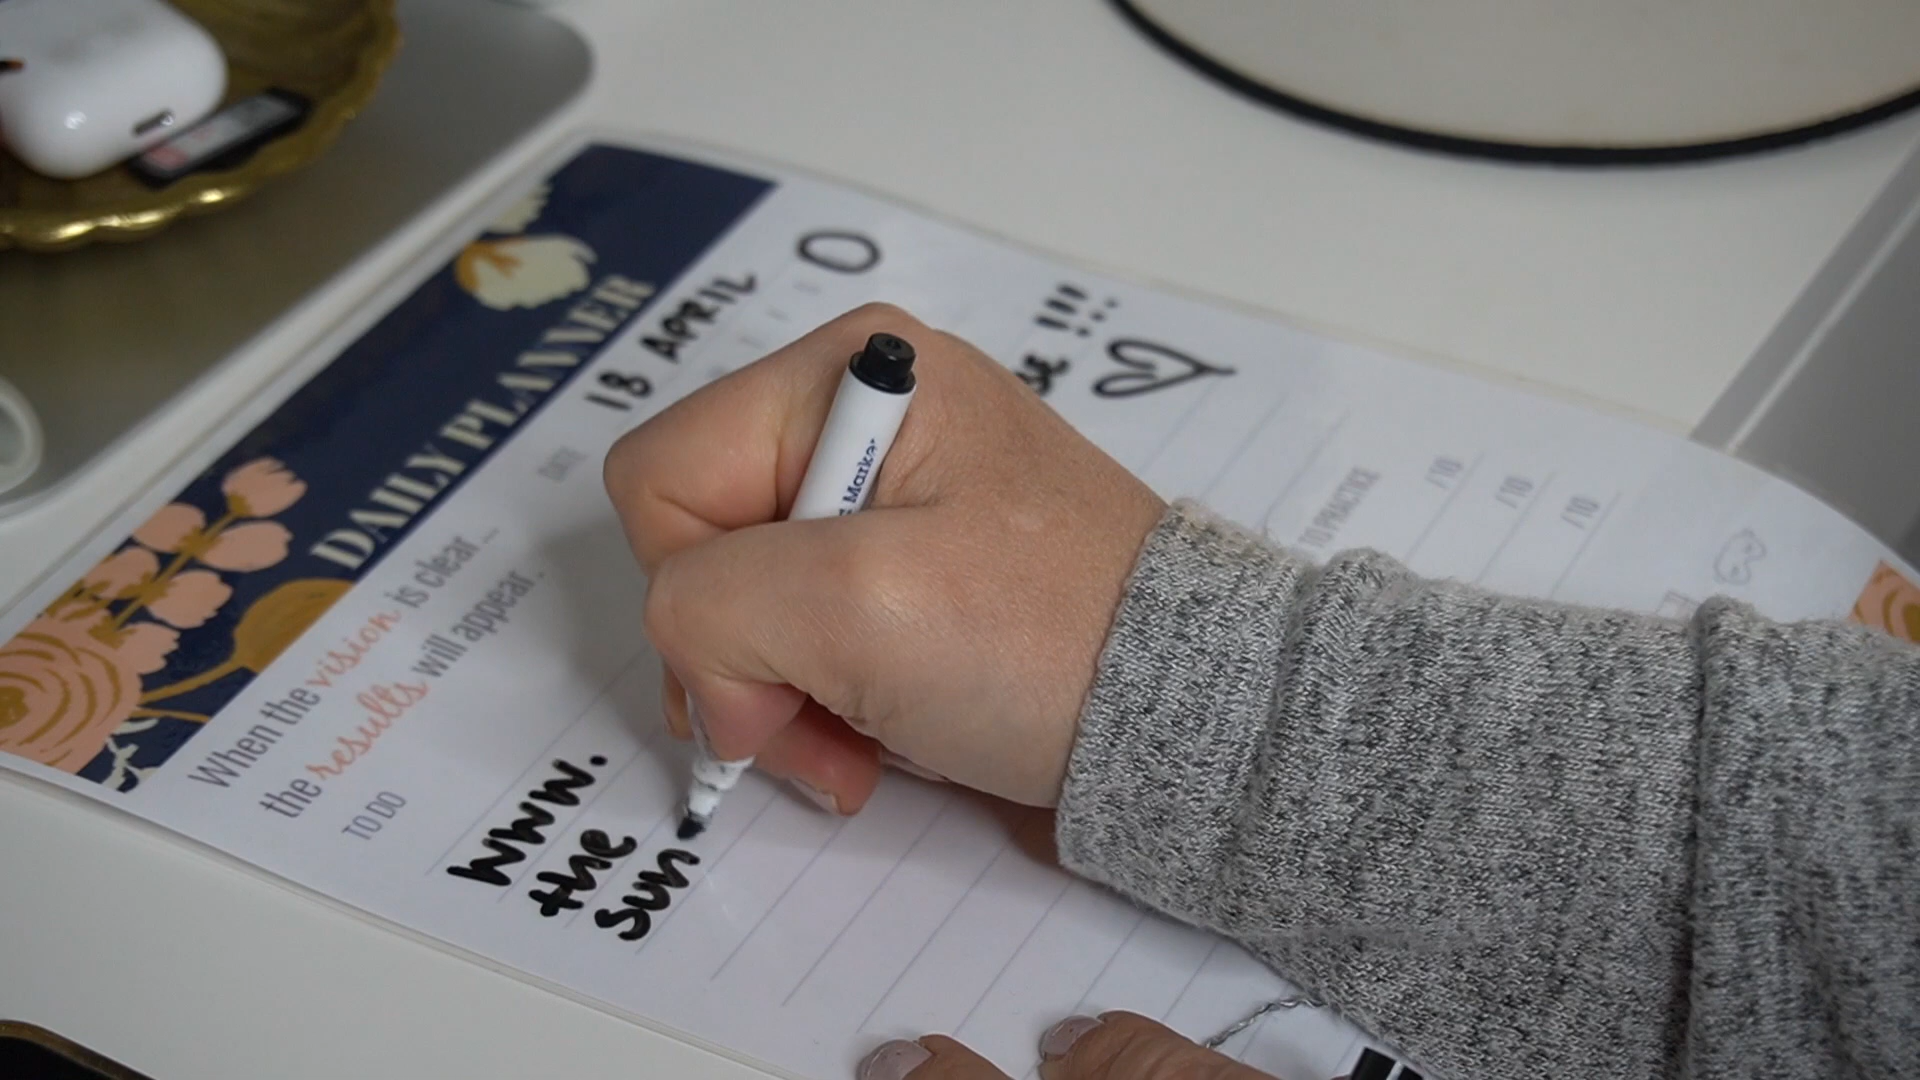 DAILY PLANNER
When the vision is clear...
the results will appear.
DATE
18 APRIL
TO DO
www.
the
sun
!!!
TO PRACTICE
/10
/10
/10
Marker